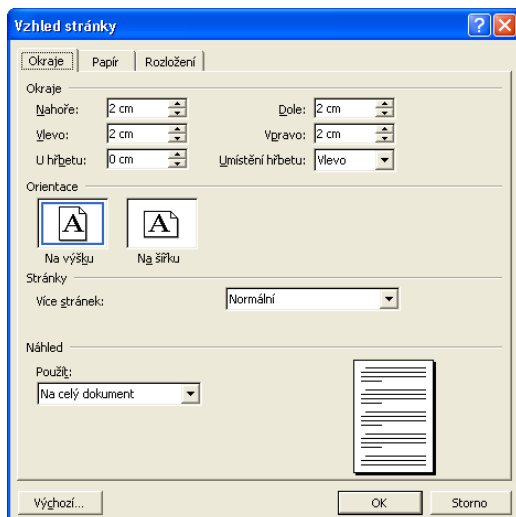 Vzhled stránky
Okraje Papír Rozložení
Okraje
Nahoře: 2 cm Dole: 2 cm
Vlevo: 2 cm Vpravo: 2 cm
U hřbetu: 0 cm Umístění hřbetu: Vlevo
Orientace
A A
Na výšku Na šířku
Stránky
Více stránek: Normální
Náhled
Použít:
Na celý dokument
Výchozí... OK Storno